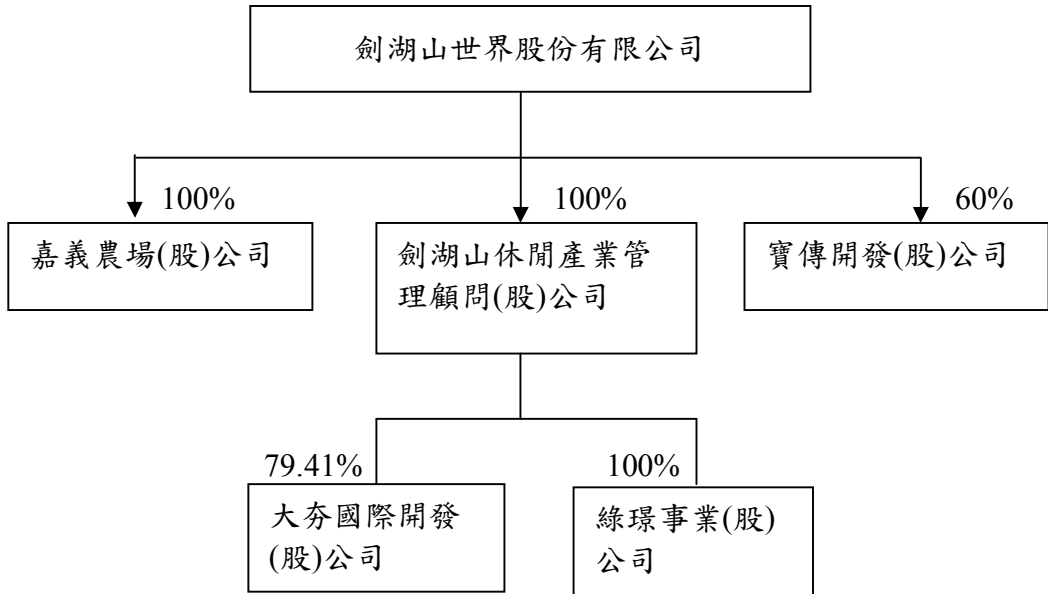 劍湖山世界股份有限公司
100%
100%
60%
嘉義農場(股)公司
劍湖山休閒產業管
理顧問(股)公司
寶傳開發(股)公司
79.41%
100%
大夯國際開發
(股)公司
綠璟事業(股)
公司